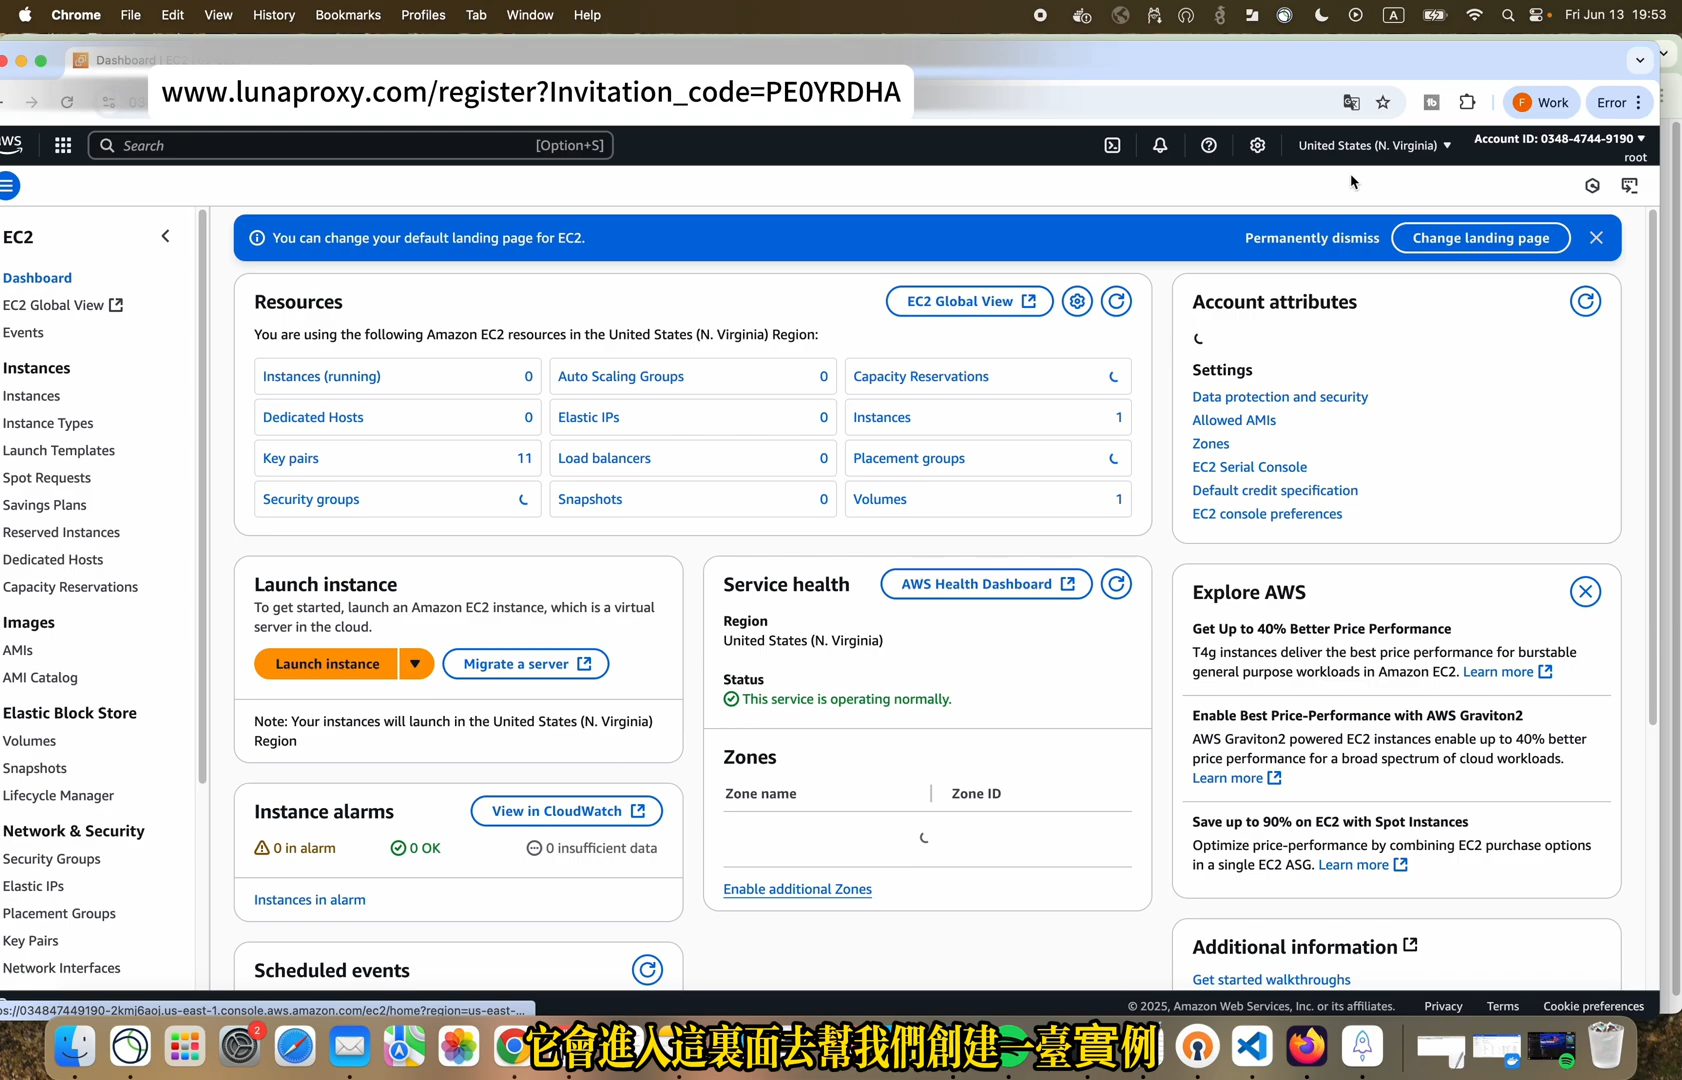 Chrome File Edit View History Bookmarks Profiles Tab Window Help
A Fri Jun 13 19:53
Dashboard | EC2
www.lunaproxy.com/register?Invitation_code=PE0YRDHA
F Work Error
aws Search [Option+S] United States (N. Virginia) ▼ Account ID: 0348-4744-9190 ▼
root
EC2
Dashboard
EC2 Global View
Events
Instances
Instances
Instance Types
Launch Templates
Spot Requests
Savings Plans
Reserved Instances
Dedicated Hosts
Capacity Reservations
Images
AMIs
AMI Catalog
Elastic Block Store
Volumes
Snapshots
Lifecycle Manager
Network & Security
Security Groups
Elastic IPs
Placement Groups
Key Pairs
Network Interfaces
You can change your default landing page for EC2. Permanently dismiss Change landing page
Resources EC2 Global View
You are using the following Amazon EC2 resources in the United States (N. Virginia) Region:
Instances (running) 0 Auto Scaling Groups 0 Capacity Reservations
Dedicated Hosts 0 Elastic IPs 0 Instances 1
Key pairs 11 Load balancers 0 Placement groups
Security groups Snapshots 0 Volumes 1
Launch instance
To get started, launch an Amazon EC2 instance, which is a virtual
server in the cloud.
Launch instance Migrate a server
Note: Your instances will launch in the United States (N. Virginia)
Region
Instance alarms View in CloudWatch
0 in alarm 0 OK 0 insufficient data
Instances in alarm
Scheduled events
Service health AWS Health Dashboard
Region
United States (N. Virginia)
Status
This service is operating normally.
Zones
Zone name Zone ID
Enable additional Zones
Account attributes
Settings
Data protection and security
Allowed AMIs
Zones
EC2 Serial Console
Default credit specification
EC2 console preferences
Explore AWS
Get Up to 40% Better Price Performance
T4g instances deliver the best price performance for burstable
general purpose workloads in Amazon EC2. Learn more
Enable Best Price-Performance with AWS Graviton2
AWS Graviton2 powered EC2 instances enable up to 40% better
price performance for a broad spectrum of cloud workloads.
Learn more
Save up to 90% on EC2 with Spot Instances
Optimize price-performance by combining EC2 purchase options
in a single EC2 ASG. Learn more
Additional information
Get started walkthroughs
ps://034847449190-2kmj6aoj.us-east-1.console.aws.amazon.com/ec2/home?region=us-east-...
© 2025, Amazon Web Services, Inc. or its affiliates. Privacy Terms Cookie preferences
2
它會進入這裏面去幫我們創建一臺實例